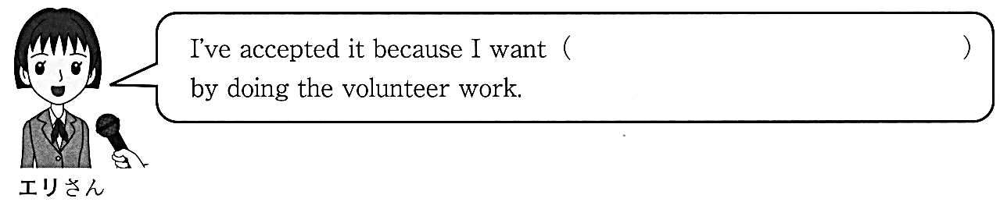 I've accepted it because I want (　　　　　　　　　　)
by doing the volunteer work.
エリさん